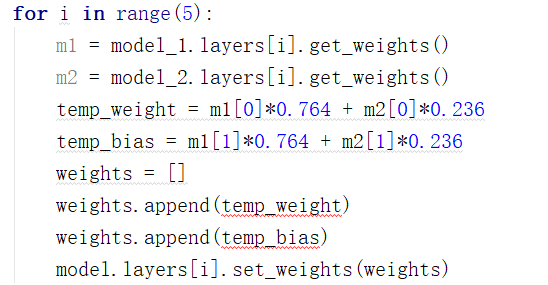 for i in range(5):
    m1 = model_1.layers[i].get_weights()
    m2 = model_2.layers[i].get_weights()
    temp_weight = m1[0]*0.764 + m2[0]*0.236
    temp_bias = m1[1]*0.764 + m2[1]*0.236
    weights = []
    weights.append(temp_weight)
    weights.append(temp_bias)
    model.layers[i].set_weights(weights)